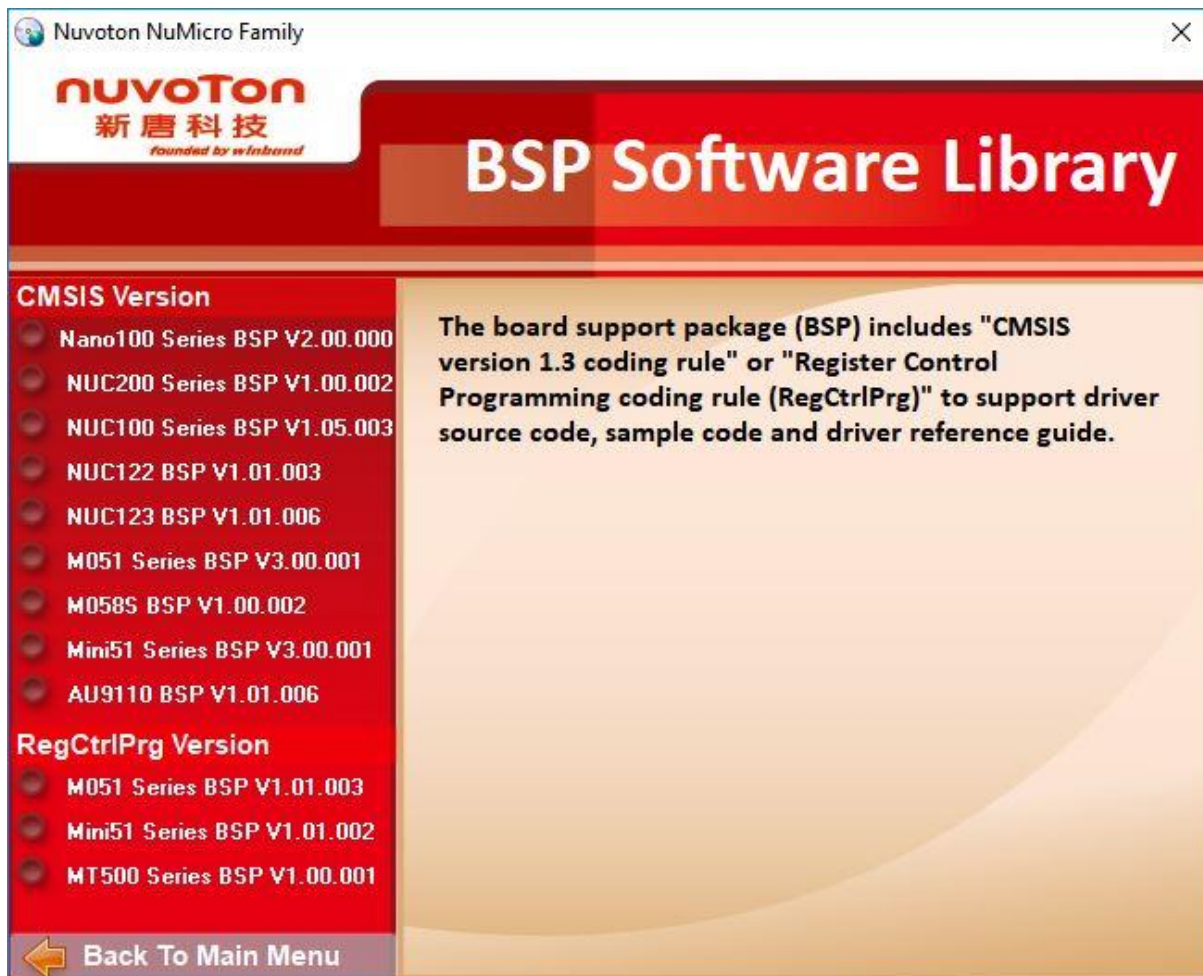 Nuvoton NuMicro Family
nuvoTon
新唐科技
founded by winbond
BSP Software Library
CMSIS Version
Nano100 Series BSP V2.00.000
NUC200 Series BSP V1.00.002
NUC100 Series BSP V1.05.003
NUC122 BSP V1.01.003
NUC123 BSP V1.01.006
M051 Series BSP V3.00.001
M058S BSP V1.00.002
Mini51 Series BSP V3.00.001
AU9110 BSP V1.01.006
RegCtrlPrg Version
M051 Series BSP V1.01.003
Mini51 Series BSP V1.01.002
MT500 Series BSP V1.00.001
Back To Main Menu
The board support package (BSP) includes "CMSIS
version 1.3 coding rule" or "Register Control
Programming coding rule (RegCtrlPrg)" to support driver
source code, sample code and driver reference guide.